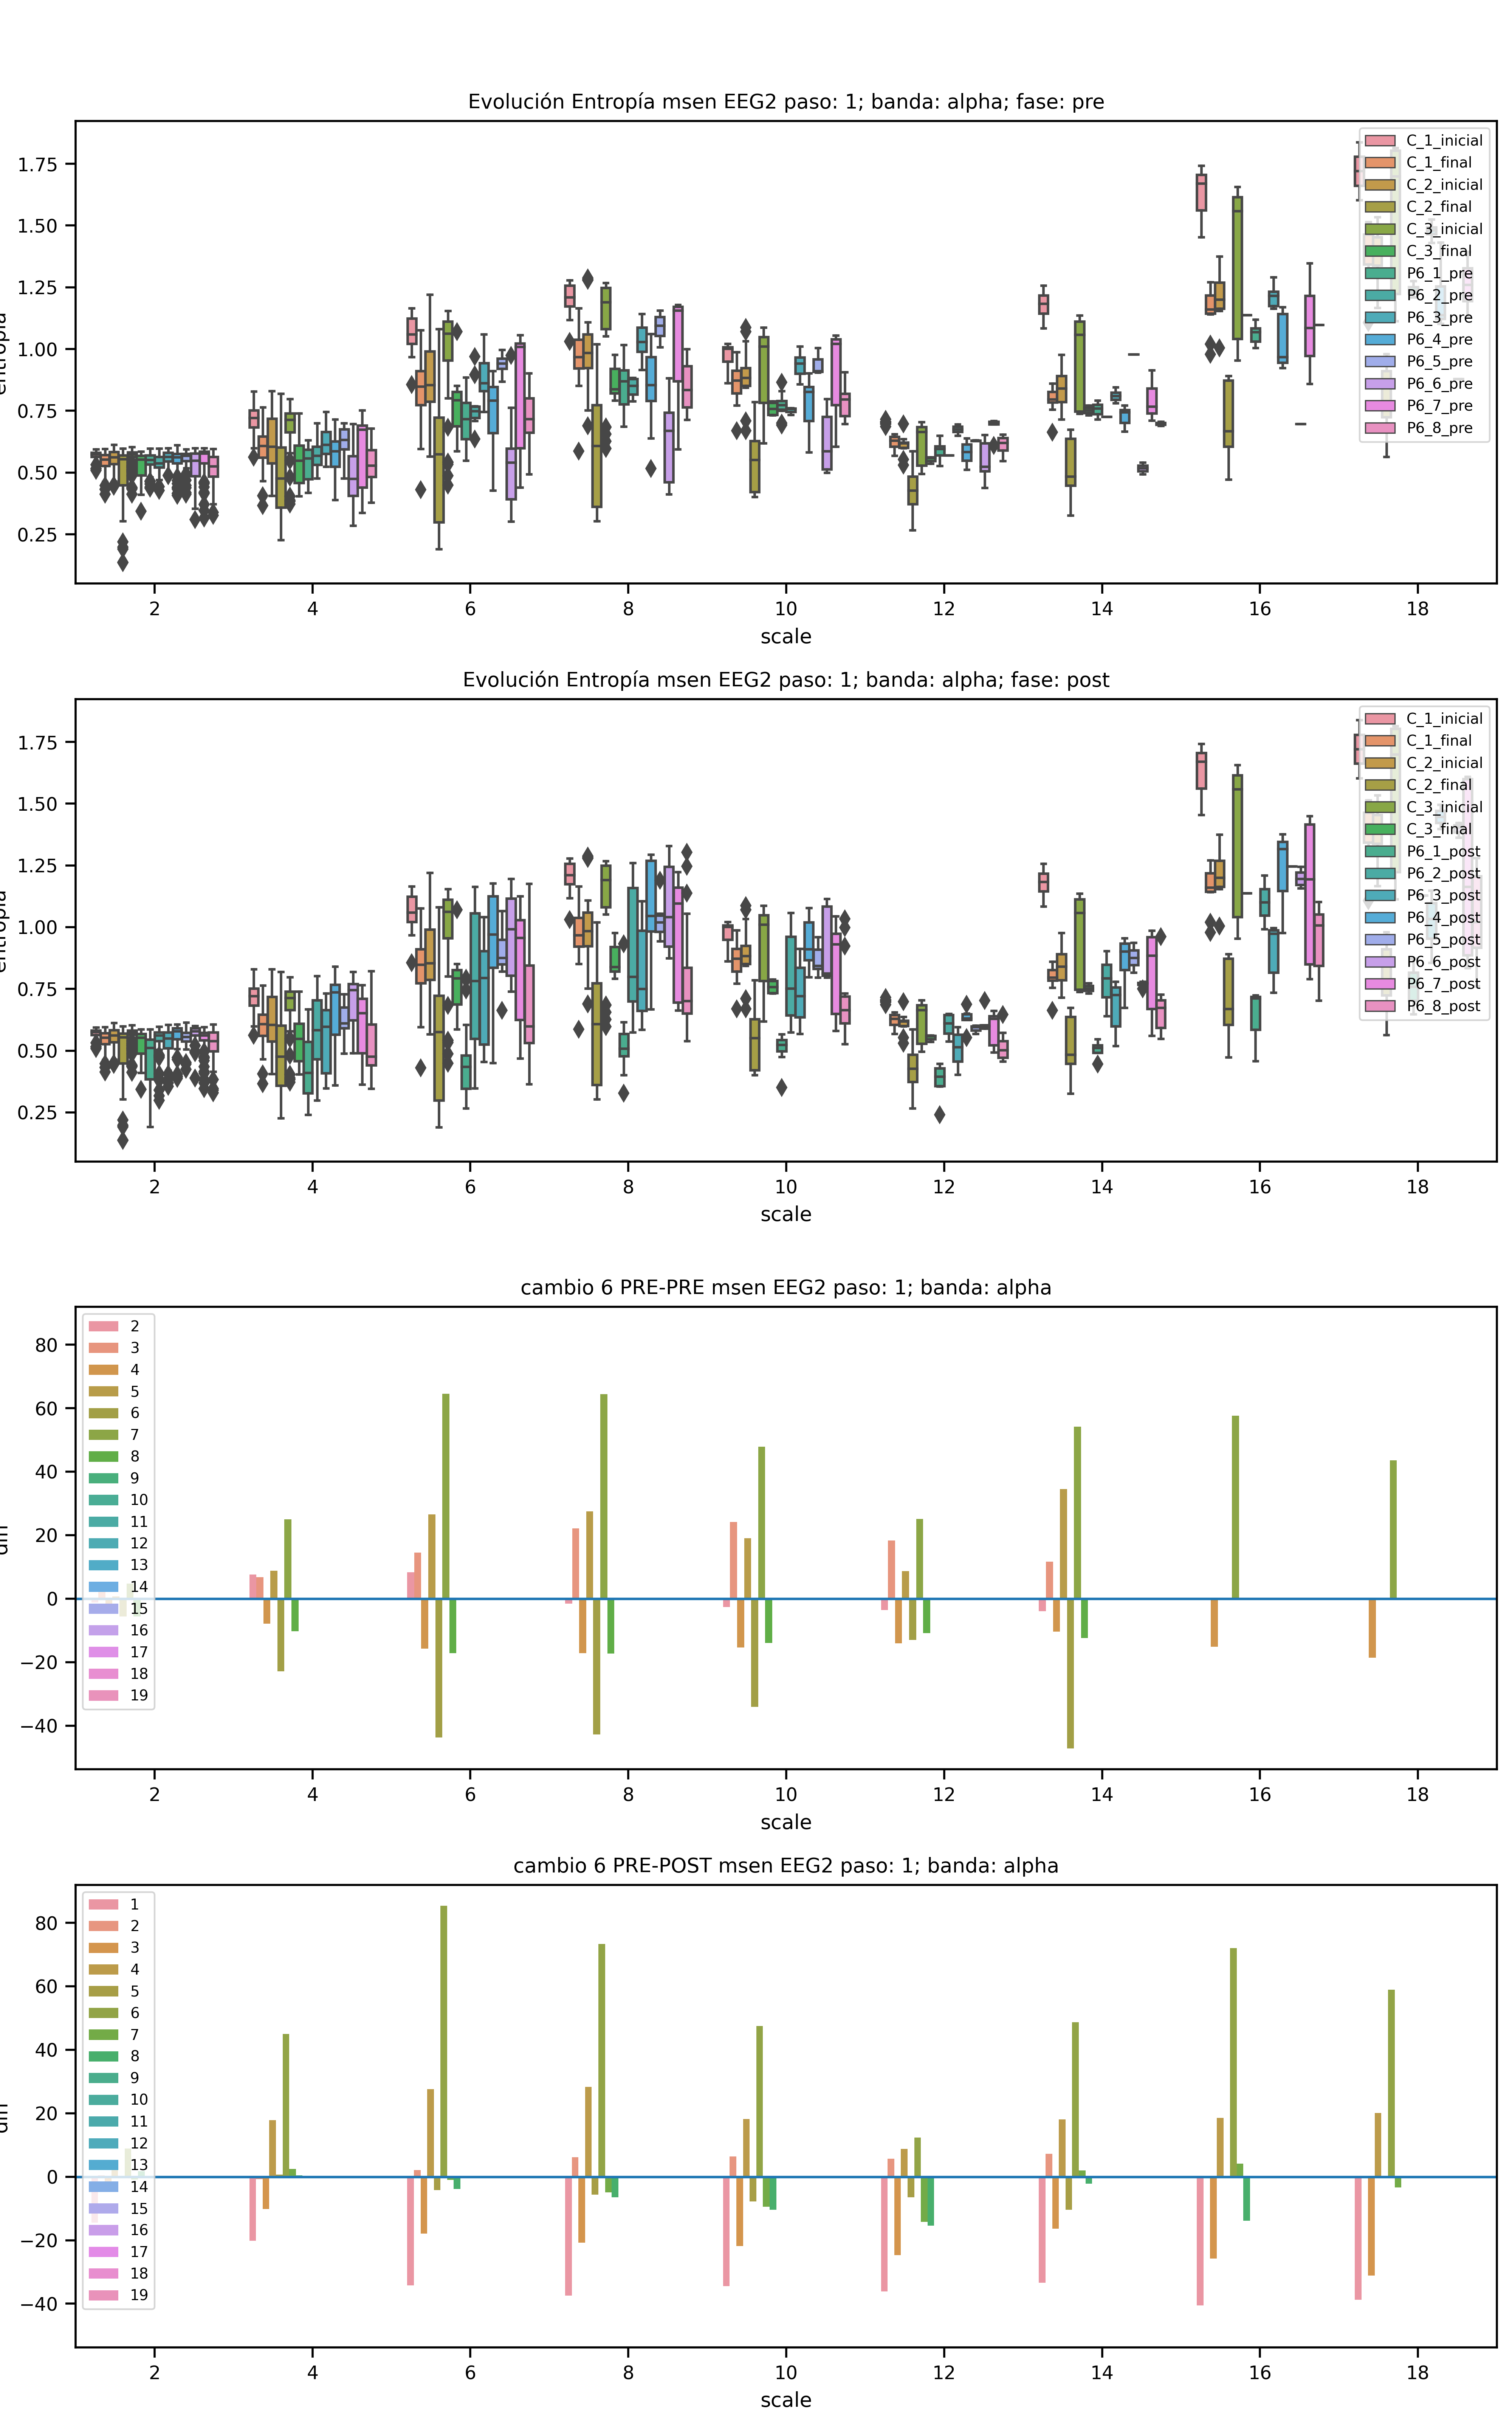 Evolución Entropía msen EEG2 paso: 1; banda: alpha; fase: pre
1.75
1.50
1.25
1.00
0.75
0.50
0.25
C_1_inicial
C_1_final
C_2_inicial
C_2_final
C_3_inicial
C_3_final
P6_1_pre
P6_2_pre
P6_3_pre
P6_4_pre
P6_5_pre
P6_6_pre
P6_7_pre
P6_8_pre
2 4 6 8 10 12 14 16 18
scale
Evolución Entropía msen EEG2 paso: 1; banda: alpha; fase: post
1.75
1.50
1.25
1.00
0.75
0.50
0.25
C_1_inicial
C_1_final
C_2_inicial
C_2_final
C_3_inicial
C_3_final
P6_1_post
P6_2_post
P6_3_post
P6_4_post
P6_5_post
P6_6_post
P6_7_post
P6_8_post
2 4 6 8 10 12 14 16 18
scale
cambio 6 PRE-PRE msen EEG2 paso: 1; banda: alpha
80
60
40
20
0
−20
−40
2
3
4
5
6
7
8
9
10
11
12
13
14
15
16
17
18
19
2 4 6 8 10 12 14 16 18
scale
cambio 6 PRE-POST msen EEG2 paso: 1; banda: alpha
80
60
40
20
0
−20
−40
1
2
3
4
5
6
7
8
9
10
11
12
13
14
15
16
17
18
19
2 4 6 8 10 12 14 16 18
scale